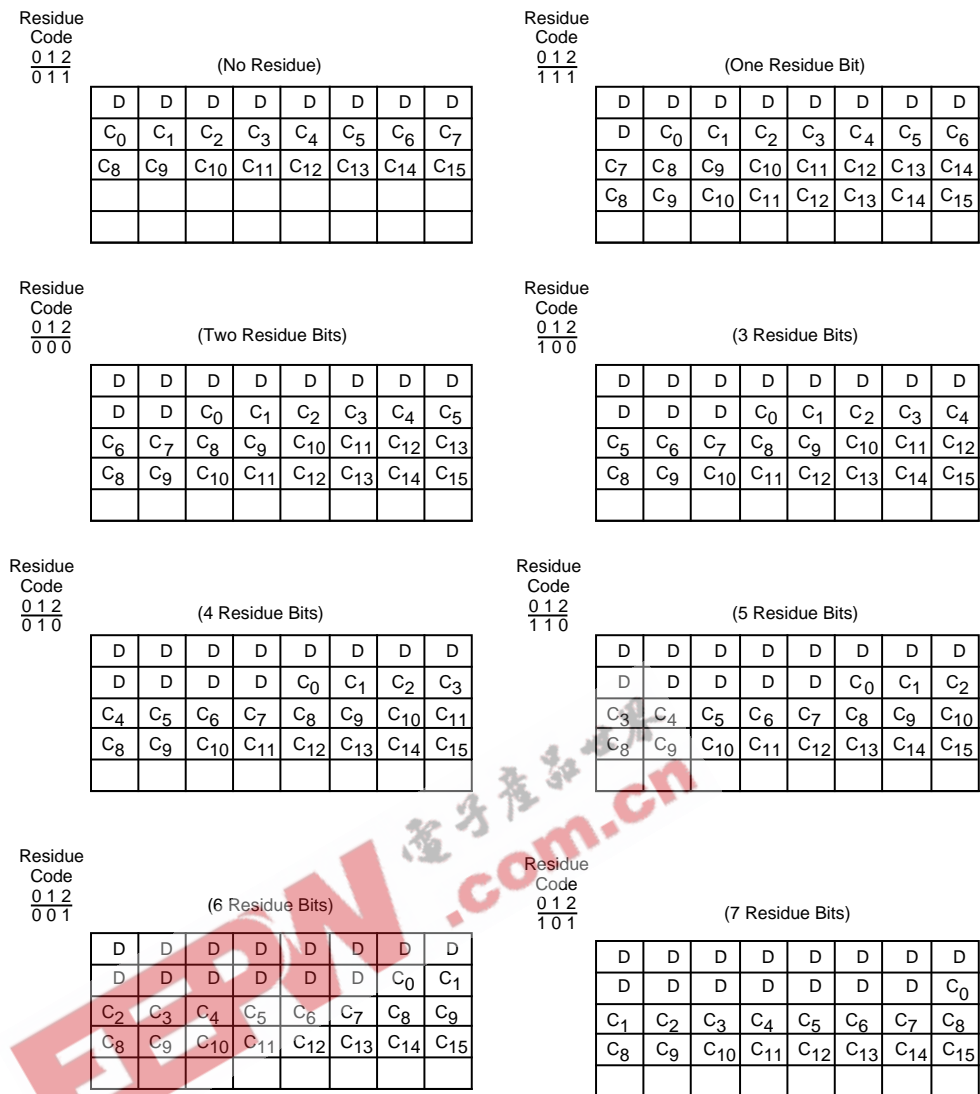 Residue
Code
0 1 2
0 1 1
(No Residue)
D D D D D D D D
C0 C1 C2 C3 C4 C5 C6 C7
C8 C9 C10 C11 C12 C13 C14 C15
Residue
Code
0 1 2
1 1 1
(One Residue Bit)
D D D D D D D D
D C0 C1 C2 C3 C4 C5 C6
C7 C8 C9 C10 C11 C12 C13 C14
C8 C9 C10 C11 C12 C13 C14 C15
Residue
Code
0 1 2
0 0 0
(Two Residue Bits)
D D D D D D D D
D D C0 C1 C2 C3 C4 C5
C6 C7 C8 C9 C10 C11 C12 C13
C8 C9 C10 C11 C12 C13 C14 C15
Residue
Code
0 1 2
1 0 0
(3 Residue Bits)
D D D D D D D D
D D D C0 C1 C2 C3 C4
C5 C6 C7 C8 C9 C10 C11 C12
C8 C9 C10 C11 C12 C13 C14 C15
Residue
Code
0 1 2
0 1 0
(4 Residue Bits)
D D D D D D D D
D D D D C0 C1 C2 C3
C4 C5 C6 C7 C8 C9 C10 C11
C8 C9 C10 C11 C12 C13 C14 C15
Residue
Code
0 1 2
1 1 0
(5 Residue Bits)
D D D D D D D D
D D D D D C0 C1 C2
C3 C4 C5 C6 C7 C8 C9 C10
C8 C9 C10 C11 C12 C13 C14 C15
Residue
Code
0 1 2
0 0 1
(6 Residue Bits)
D D D D D D D D
D D D D D D C0 C1
C2 C3 C4 C5 C6 C7 C8 C9
C8 C9 C10 C11 C12 C13 C14 C15
Residue
Code
0 1 2
1 0 1
(7 Residue Bits)
D D D D D D D D
D D D D D D D C0
C1 C2 C3 C4 C5 C6 C7 C8
C8 C9 C10 C11 C12 C13 C14 C15
電子產品世界
EEPW.com.cn